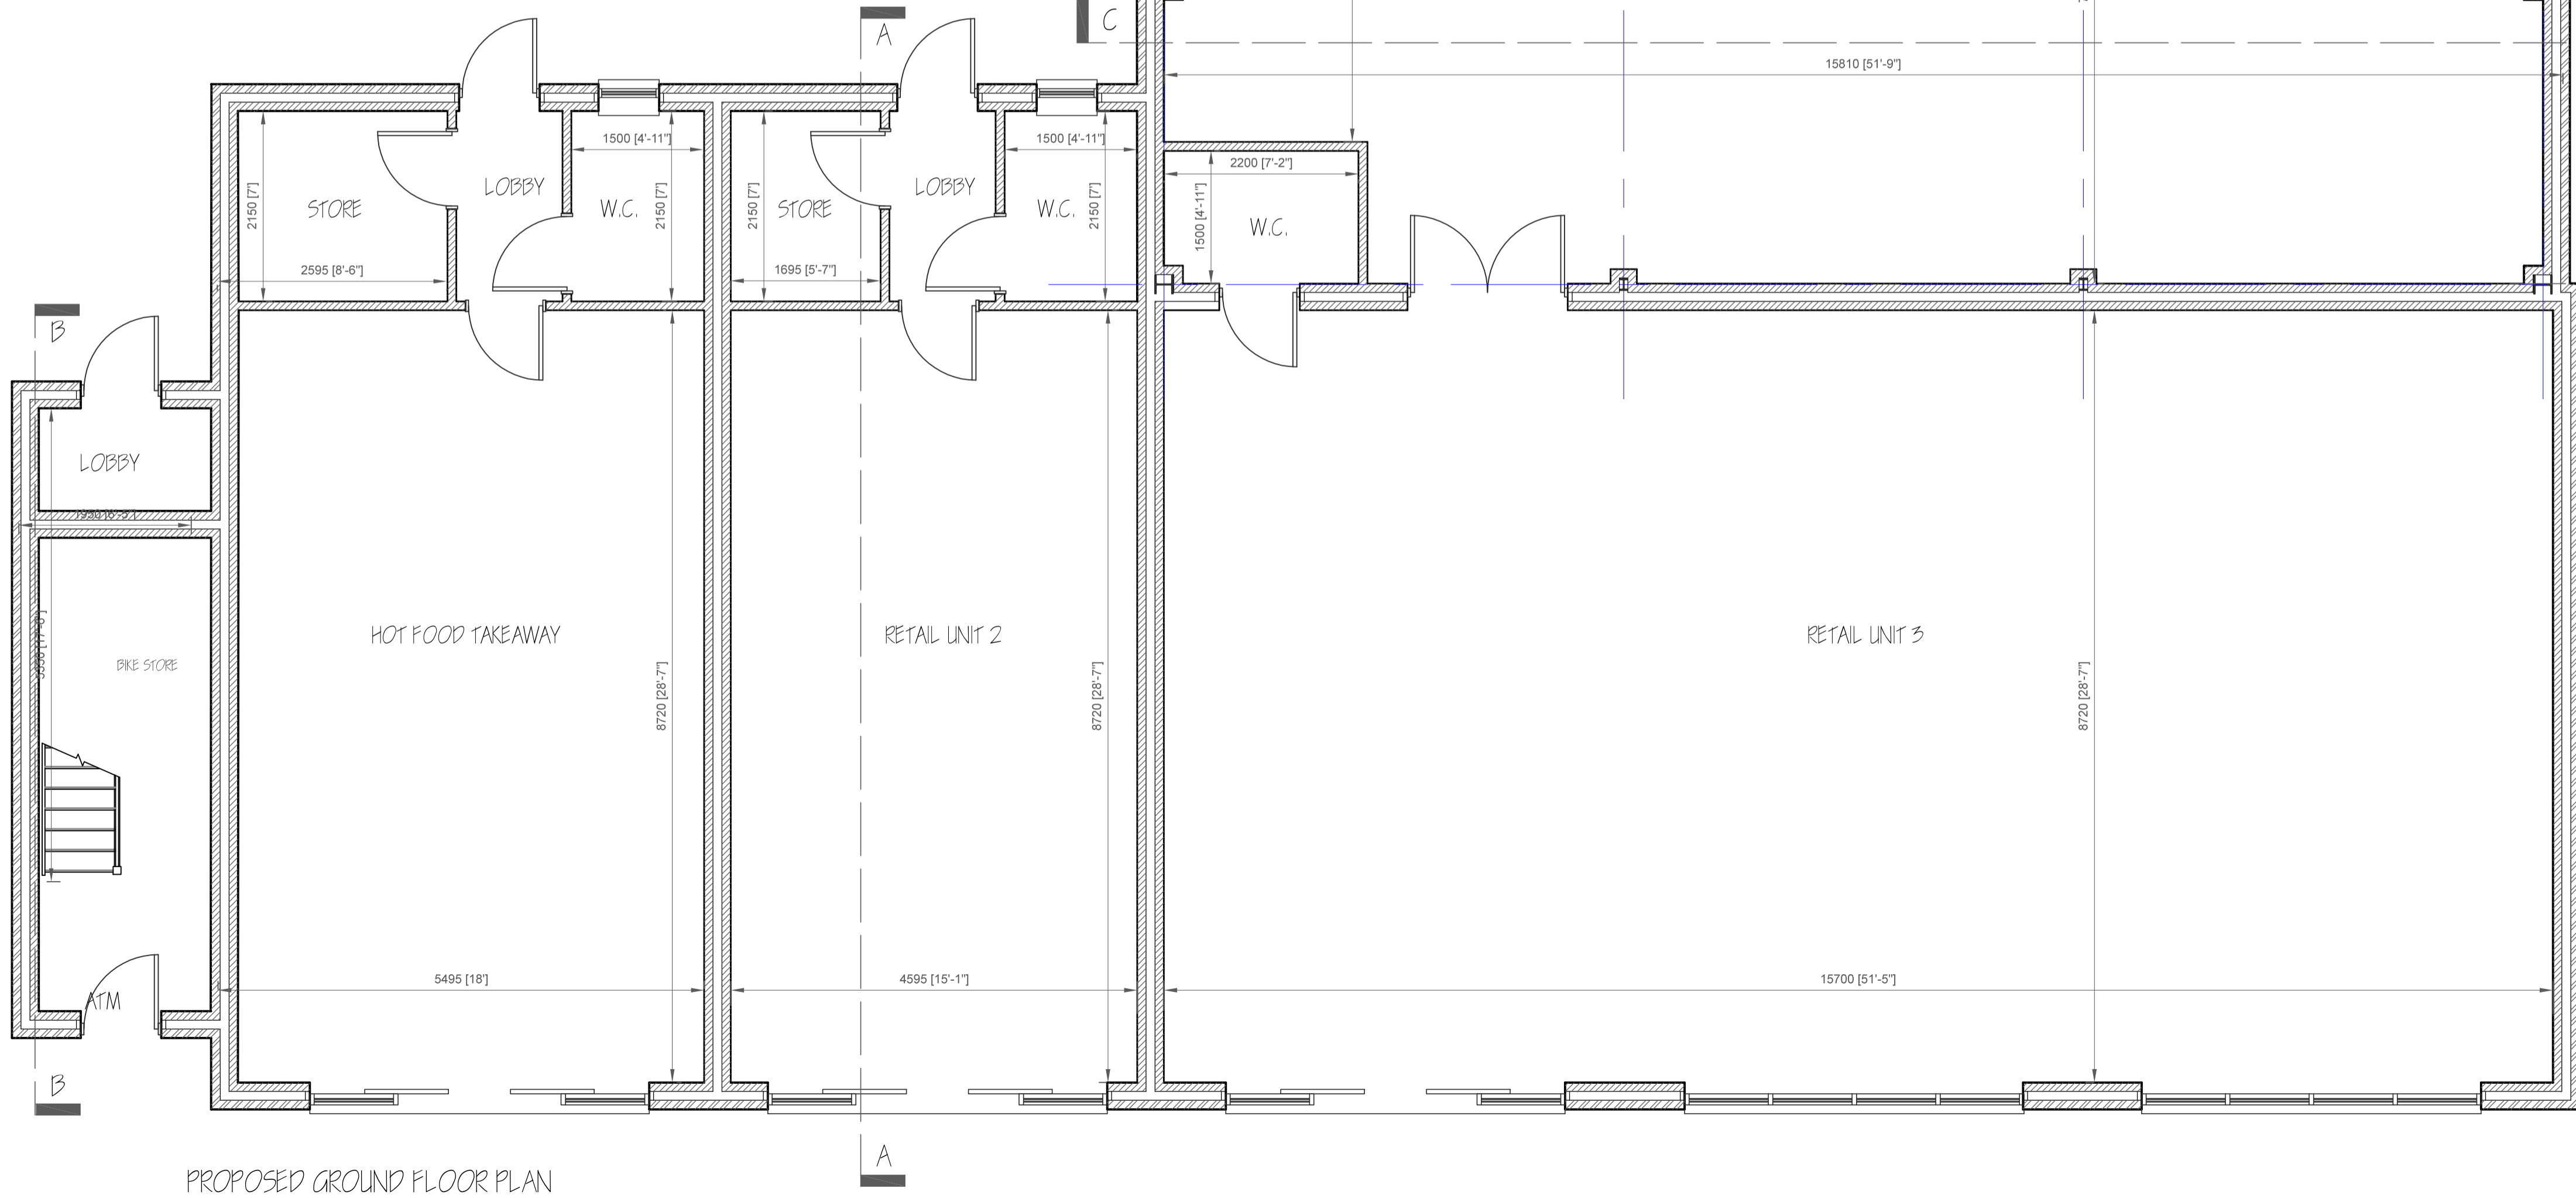 A
C
15810 [51'-9"]
1500 [4'-11"]
1500 [4'-11"]
2200 [7'-2"]
LOBBY
LOBBY
2150 [7']
STORE
W.C.
2150 [7']
2150 [7']
STORE
W.C.
2150 [7']
1500 [4'-11"]
W.C.
2595 [8'-6"]
1695 [5'-7"]
B
LOBBY
1950 [6'-5"]
HOT FOOD TAKEAWAY
RETAIL UNIT 2
RETAIL UNIT 3
BIKE STORE
8720 [28'-7"]
8720 [28'-7"]
8720 [28'-7"]
5495 [18']
4595 [15'-1"]
15700 [51'-5"]
ATM
B
A
PROPOSED GROUND FLOOR PLAN